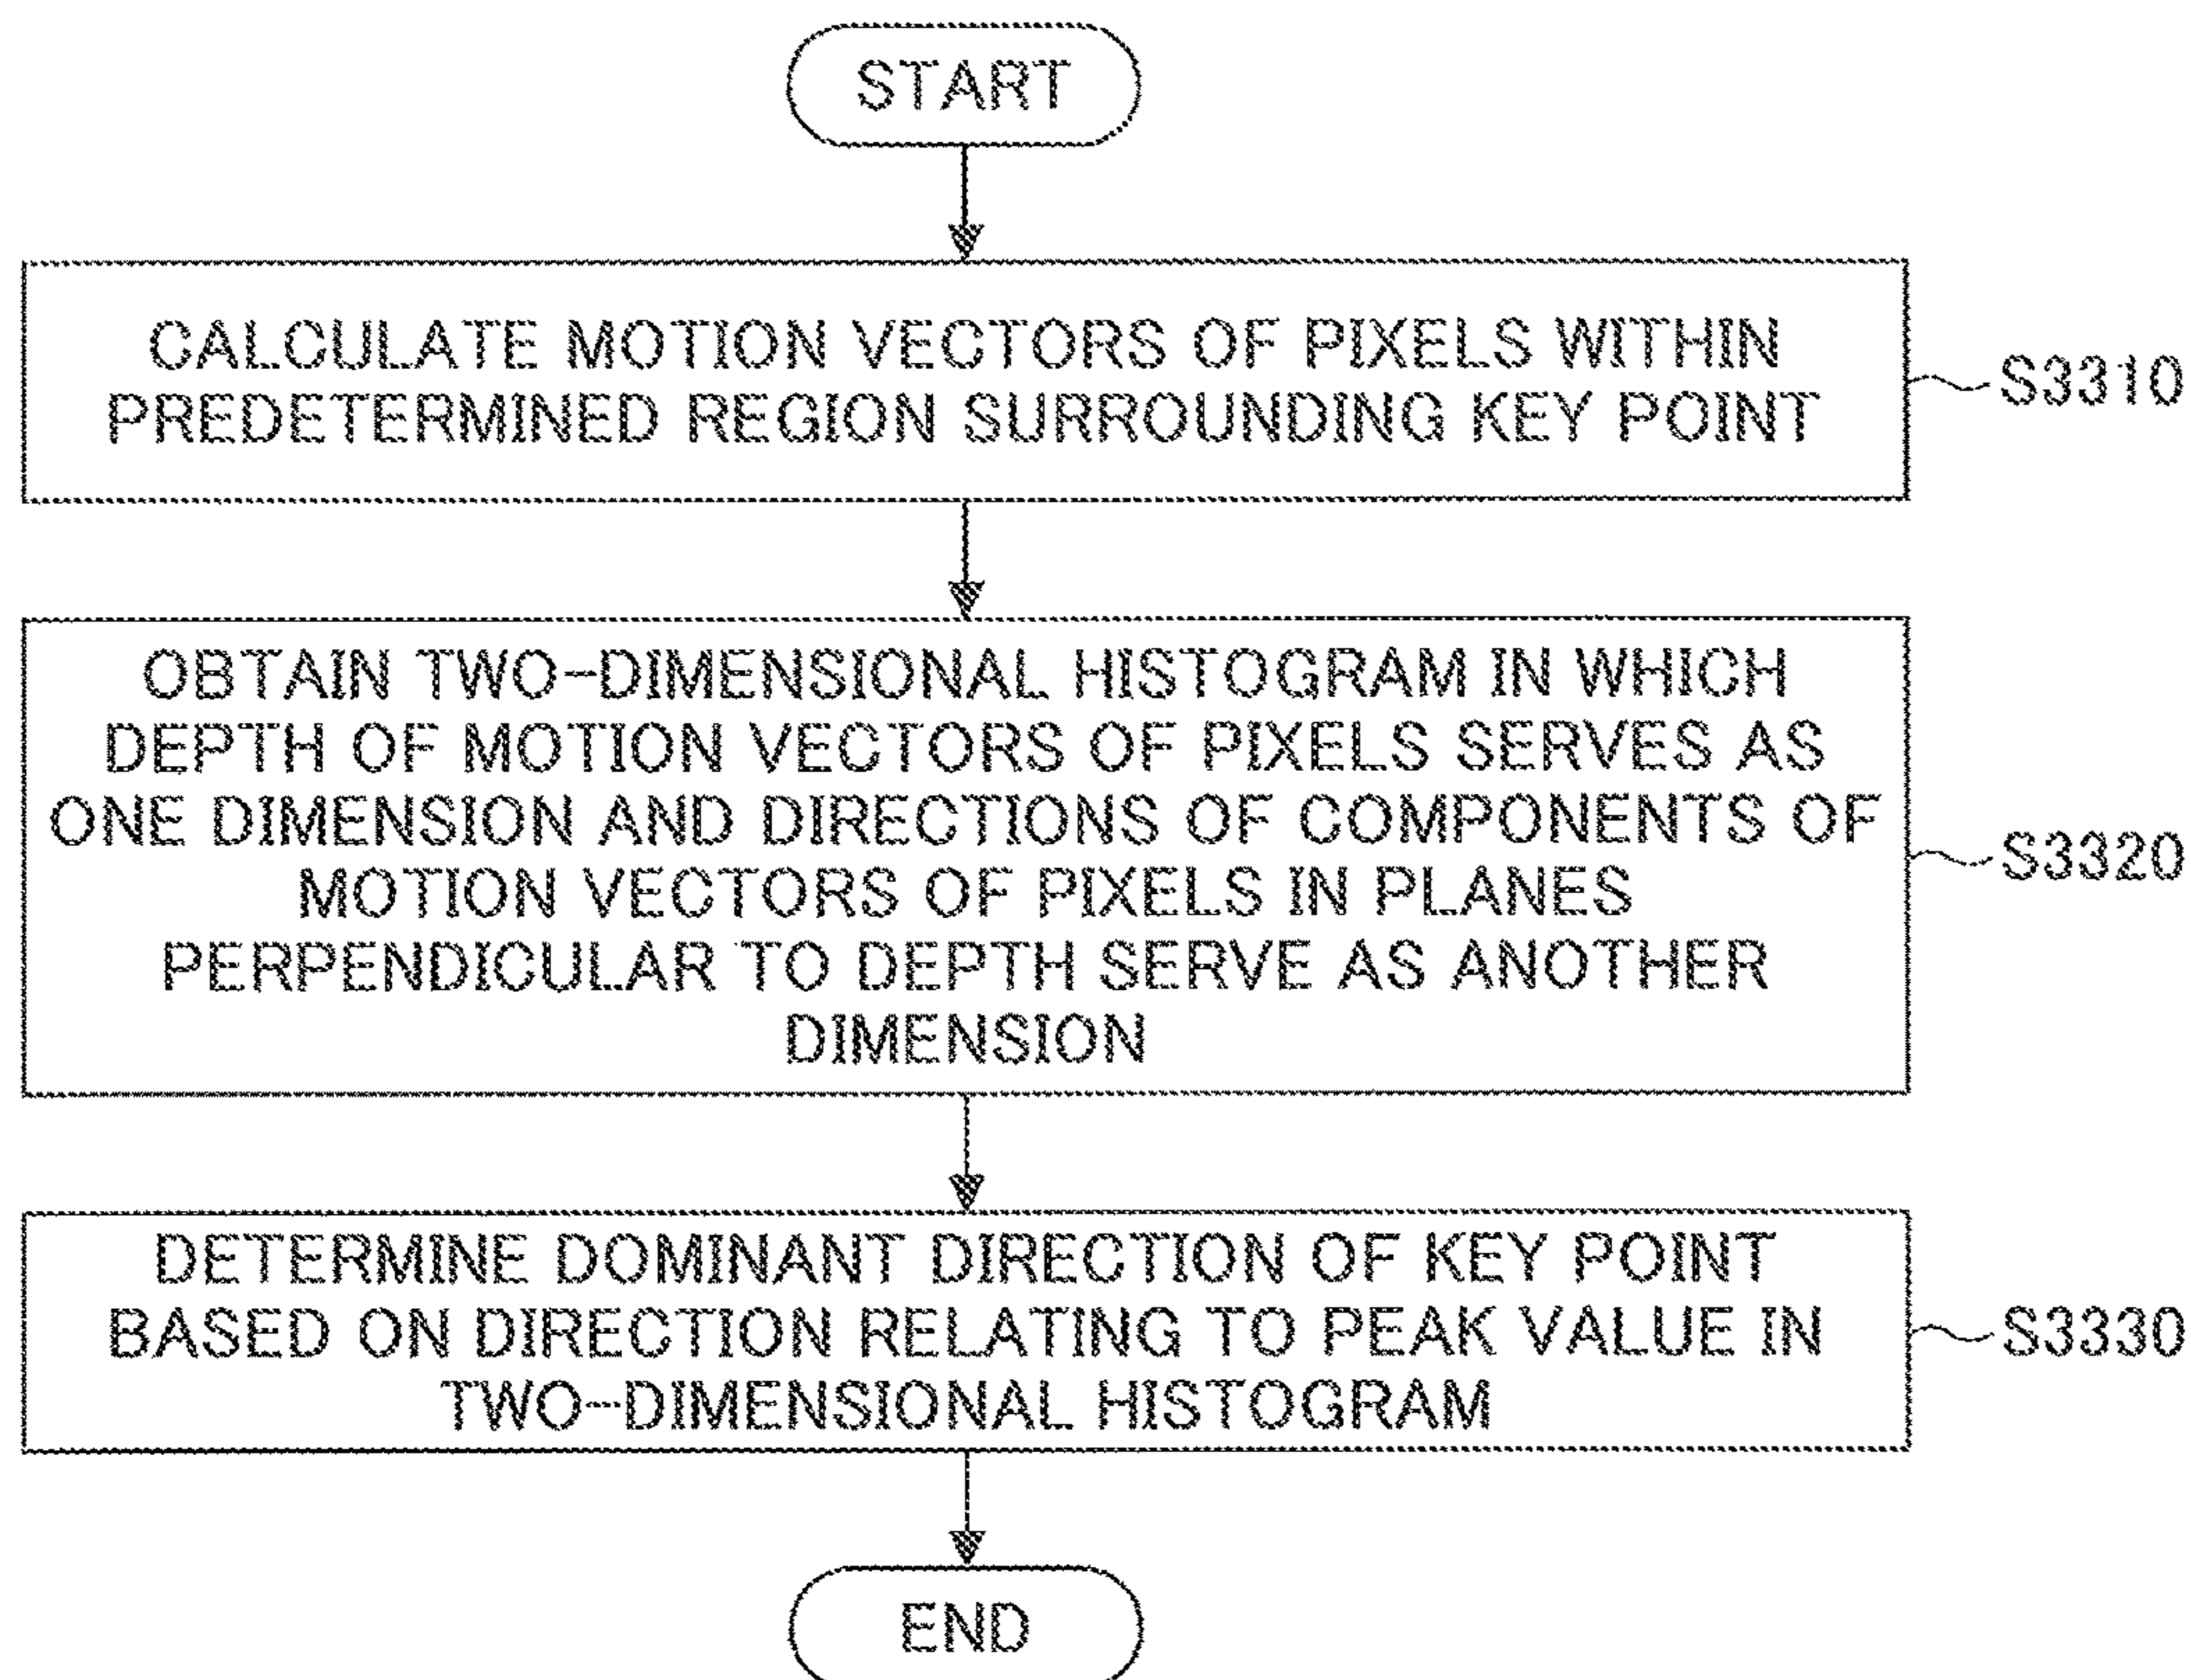 START
CALCULATE MOTION VECTORS OF PIXELS WITHIN
PREDETERMINED REGION SURROUNDING KEY POINT
S3310
OBTAIN TWO-DIMENSIONAL HISTOGRAM IN WHICH
DEPTH OF MOTION VECTORS OF PIXELS SERVES AS
ONE DIMENSION AND DIRECTIONS OF COMPONENTS OF
MOTION VECTORS OF PIXELS IN PLANES
PERPENDICULAR TO DEPTH SERVE AS ANOTHER
DIMENSION
S3320
DETERMINE DOMINANT DIRECTION OF KEY POINT
BASED ON DIRECTION RELATING TO PEAK VALUE IN
TWO-DIMENSIONAL HISTOGRAM
S3330
END